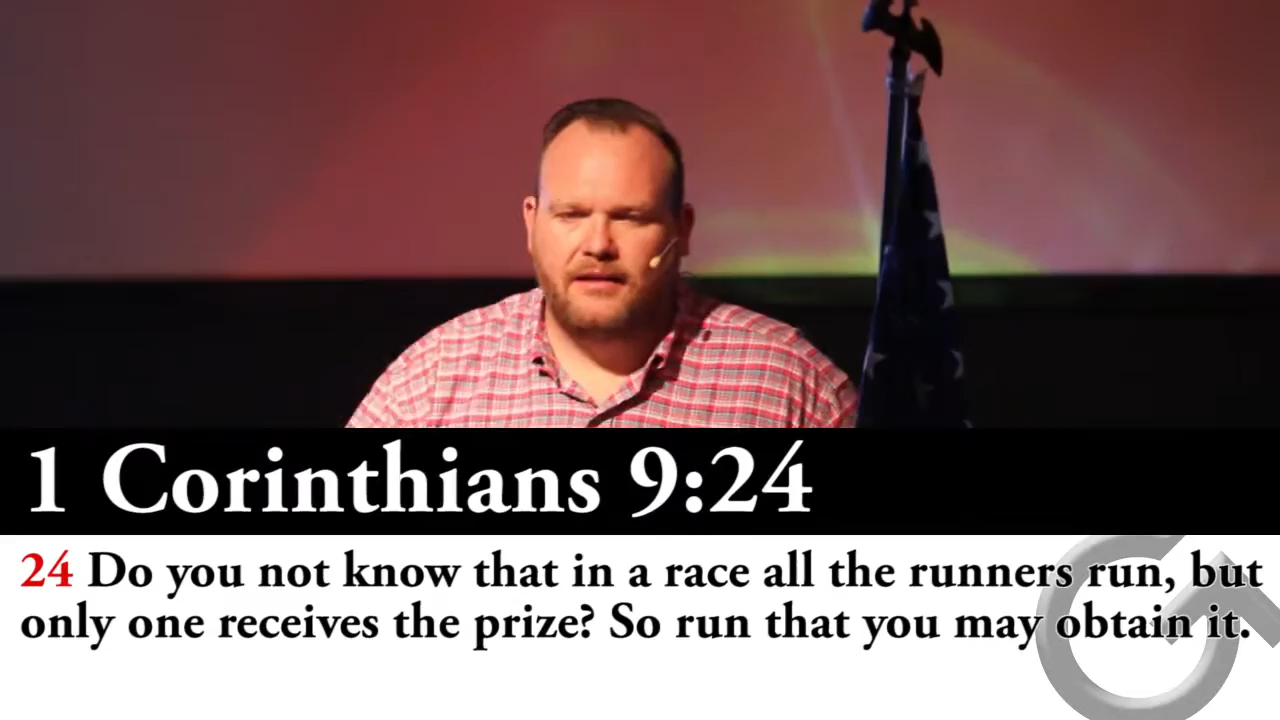 1 Corinthians 9:24
24 Do you not know that in a race all the runners run, but
only one receives the prize? So run that you may obtain it.